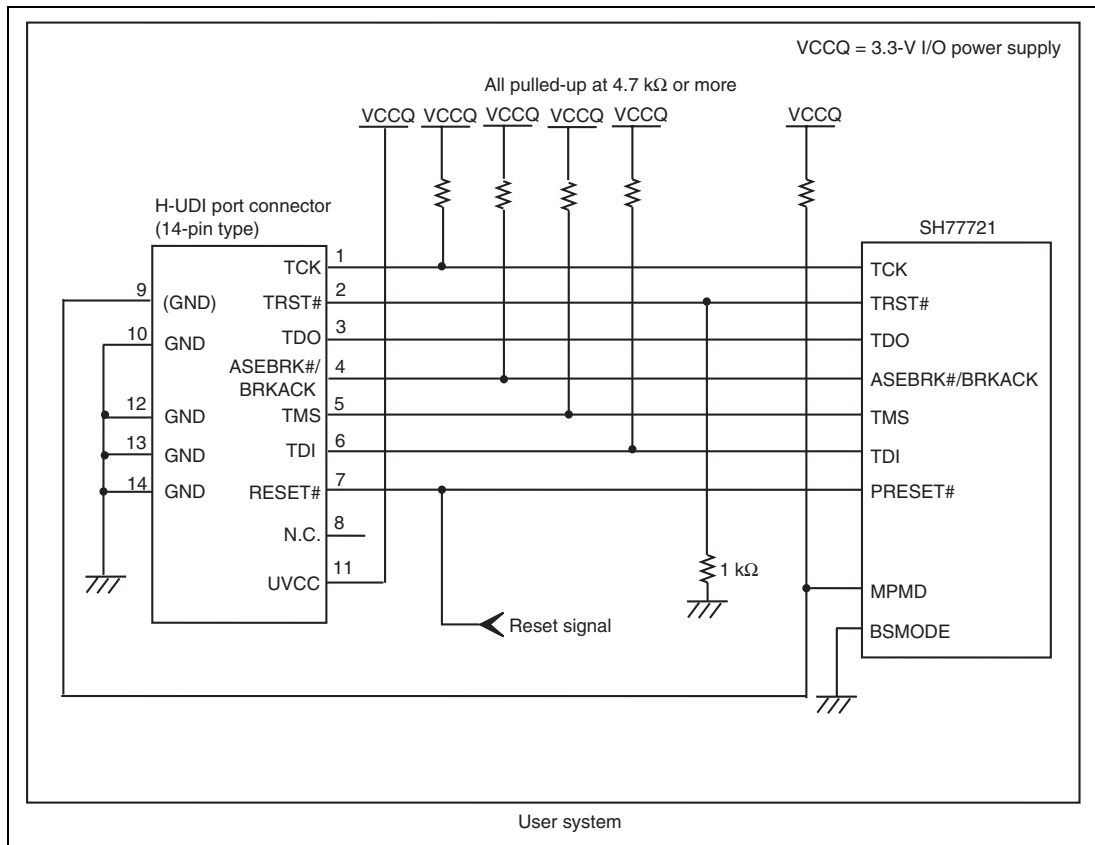 VCCQ = 3.3-V I/O power supply
All pulled-up at 4.7 kΩ or more
VCCQ VCCQ VCCQ VCCQ VCCQ VCCQ
H-UDI port connector
(14-pin type)
SH77721
TCK 1 TCK
9 (GND) TRST# 2 TRST#
10 GND TDO 3 TDO
ASEBRK#/
BRKACK 4 ASEBRK#/BRKACK
12 GND TMS 5 TMS
13 GND TDI 6 TDI
14 GND RESET# 7 PRESET#
N.C. 8
UVCC 11
1 kΩ
MPMD
Reset signal
BSMODE
User system